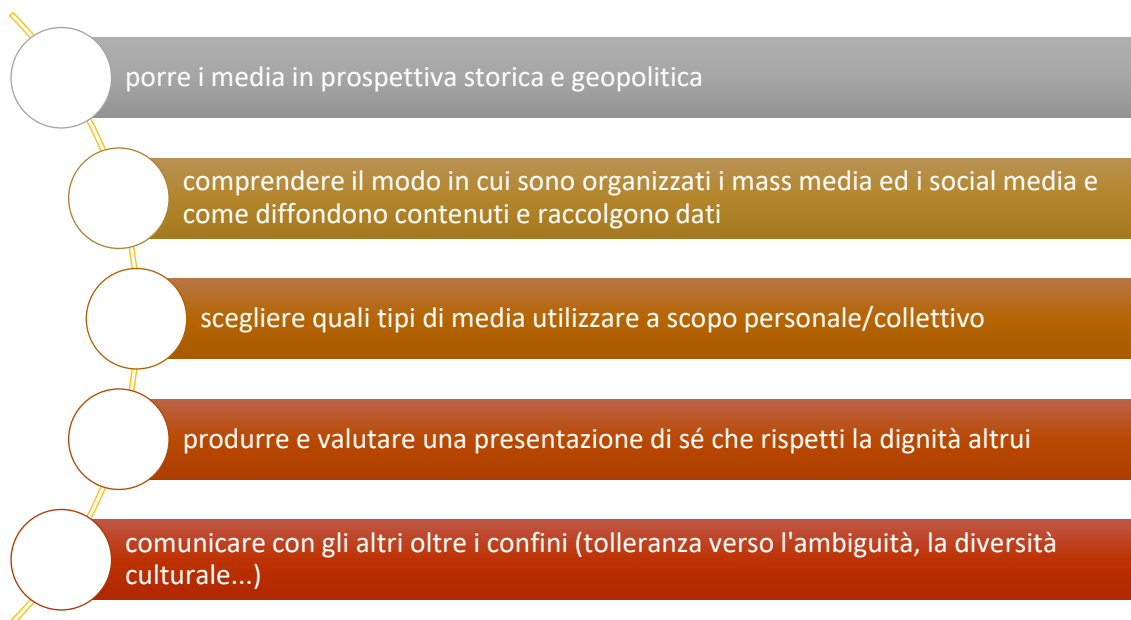 porre i media in prospettiva storica e geopolitica
comprendere il modo in cui sono organizzati i mass media ed i social media e
come diffondono contenuti e raccolgono dati
scegliere quali tipi di media utilizzare a scopo personale/collettivo
produrre e valutare una presentazione di sé che rispetti la dignità altrui
comunicare con gli altri oltre i confini (tolleranza verso l'ambiguità, la diversità
culturale...)